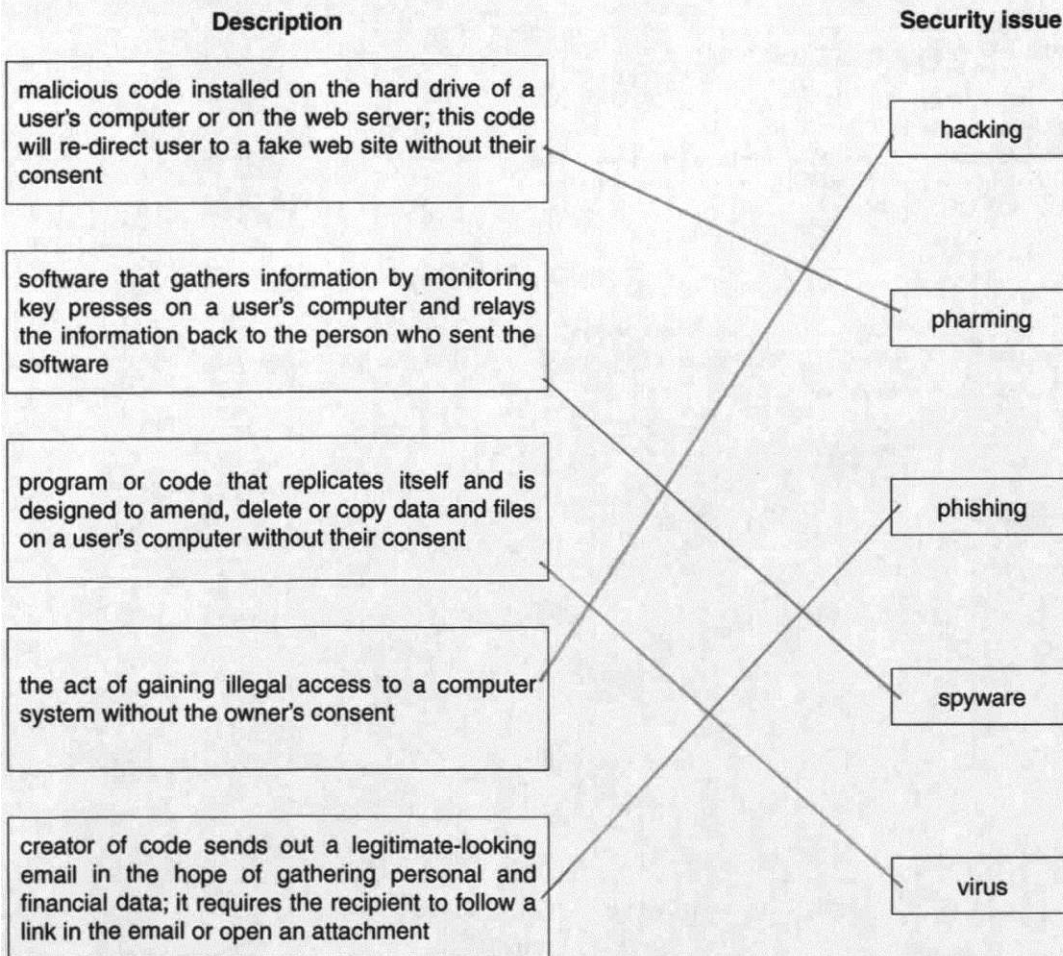 Description
Security issue
malicious code installed on the hard drive of a
user's computer or on the web server; this code
will re-direct user to a fake web site without their
consent
hacking
software that gathers information by monitoring
key presses on a user's computer and relays
the information back to the person who sent the
software
pharming
program or code that replicates itself and is
designed to amend, delete or copy data and files
on a user's computer without their consent
phishing
the act of gaining illegal access to a computer
system without the owner's consent
spyware
creator of code sends out a legitimate-looking
email in the hope of gathering personal and
financial data; it requires the recipient to follow a
link in the email or open an attachment
virus